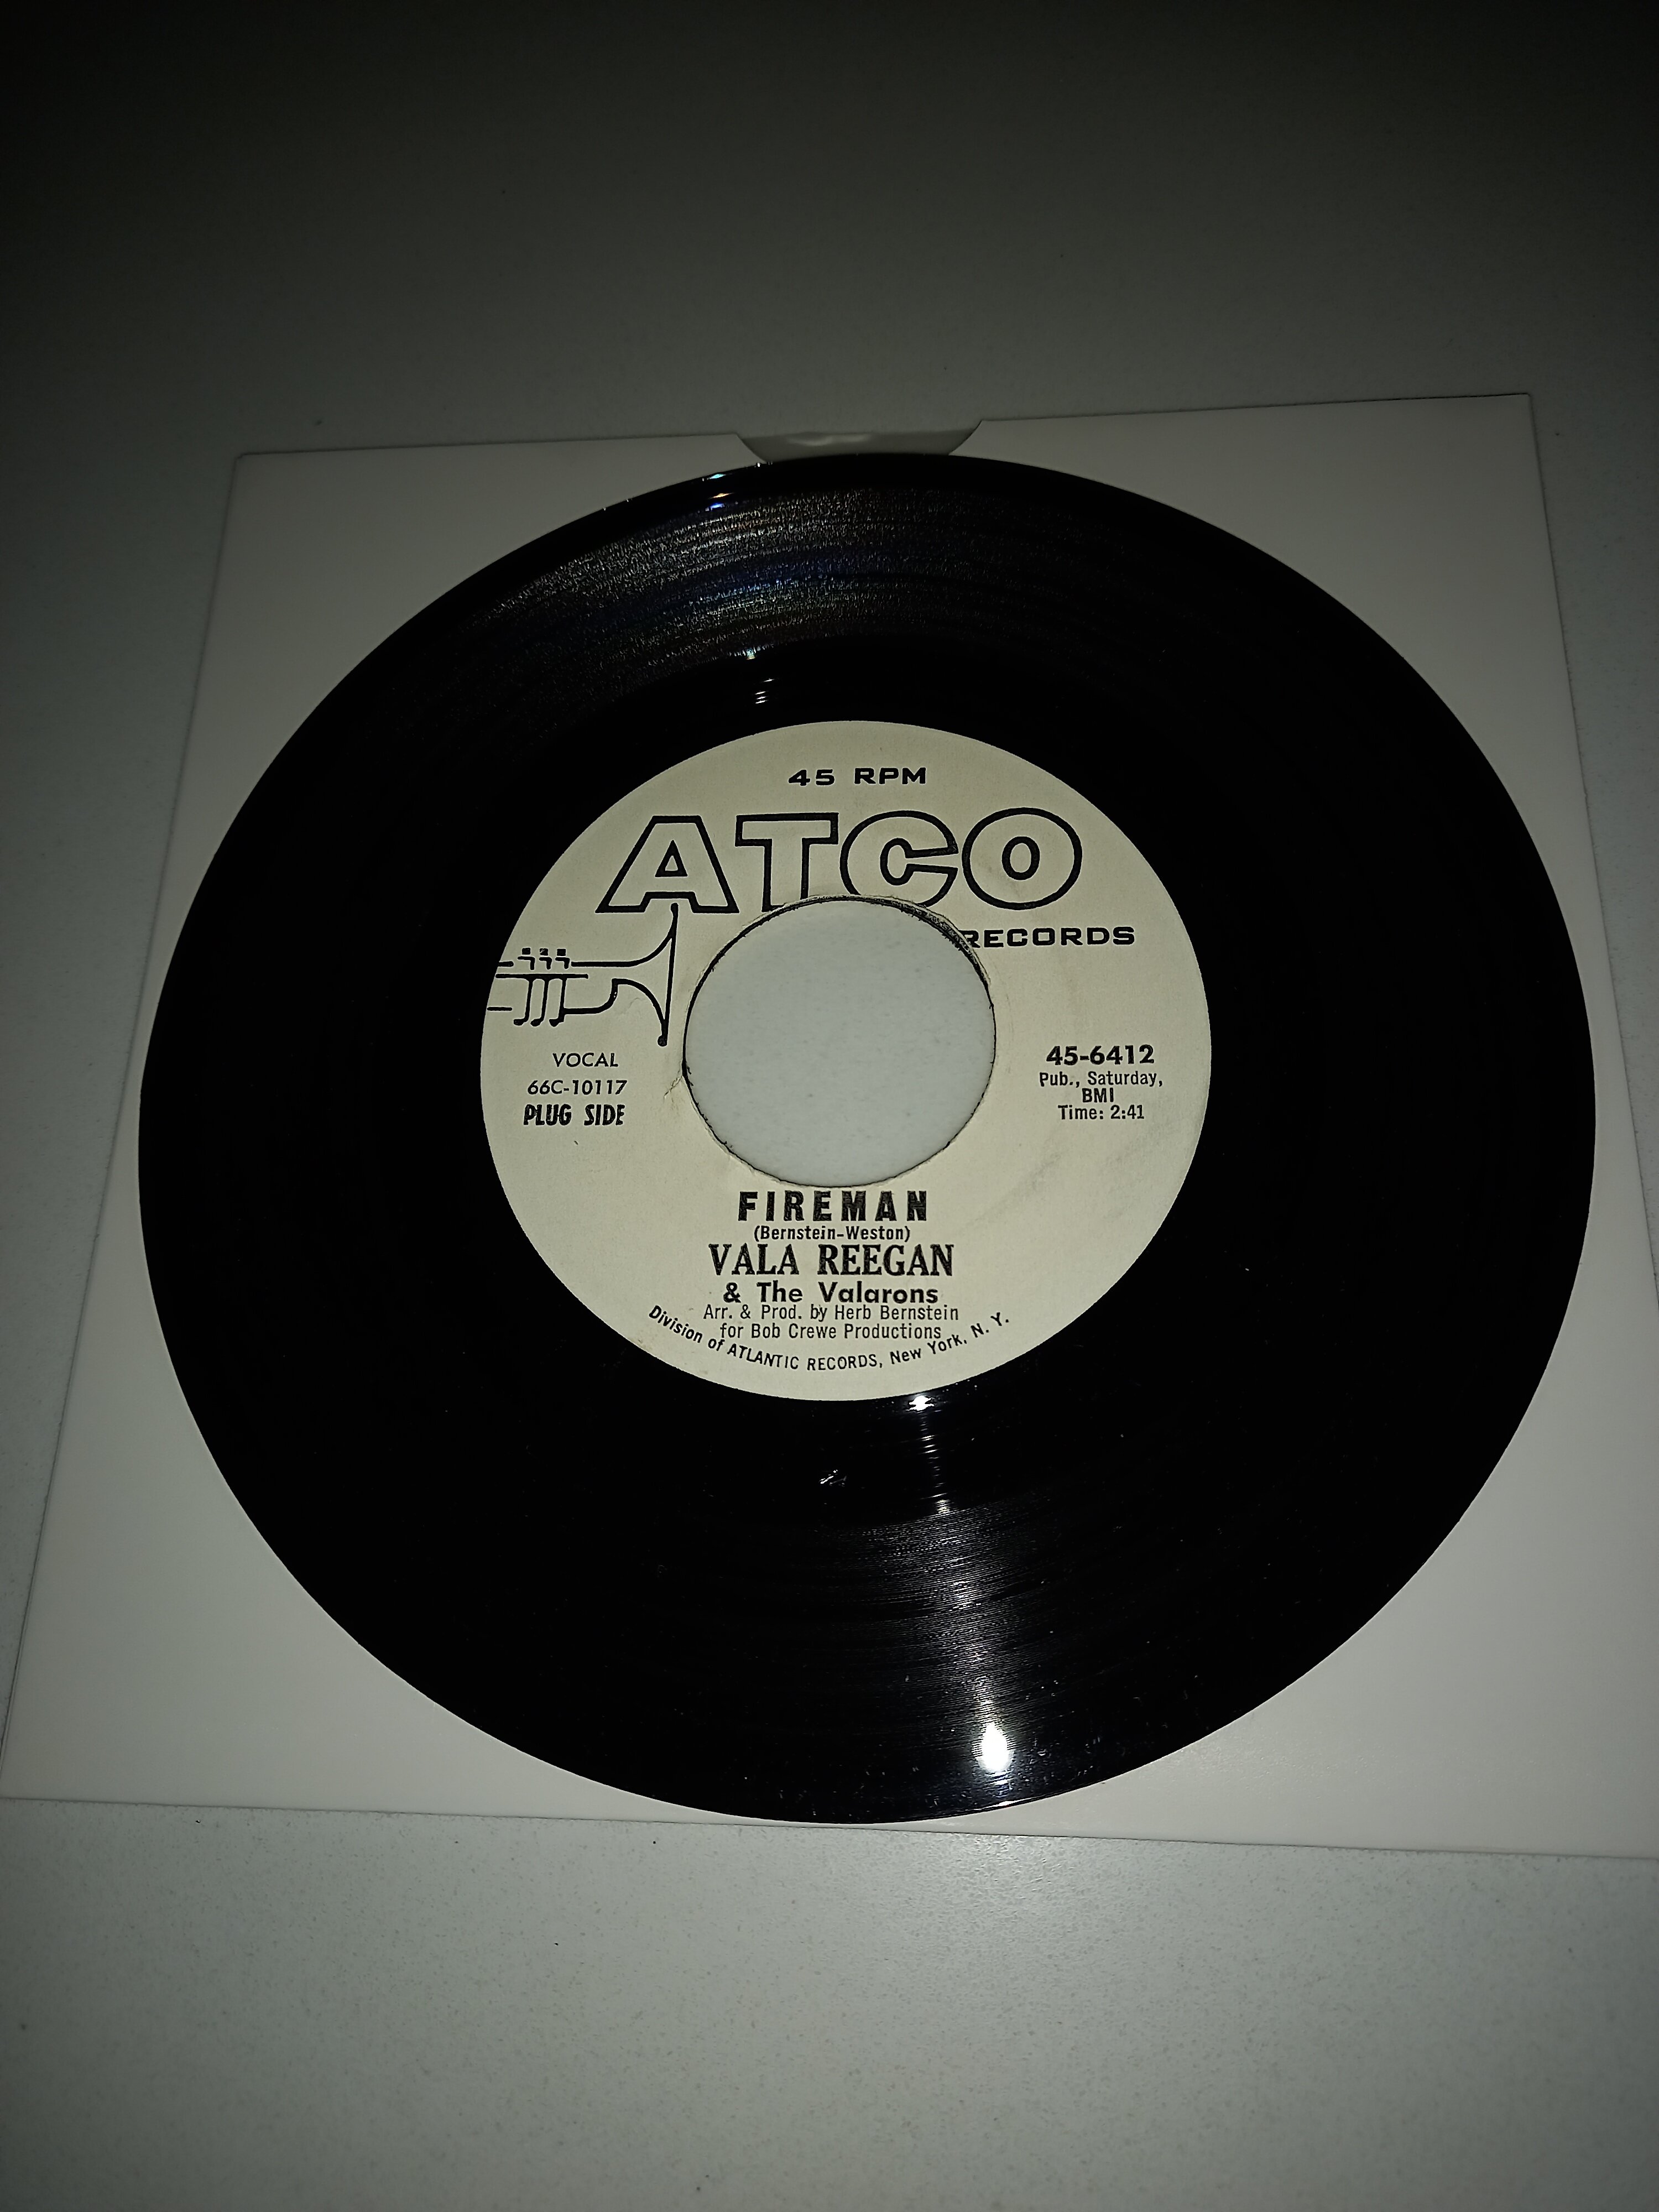 45 RPM
ATCO
RECORDS
VOCAL
66C-10117
PLUG SIDE
45-6412
Pub., Saturday,
BMI
Time: 2:41
FIREMAN
(Bernstein-Weston)
VALA REEGAN
& The Valarons
Arr. & Prod. by Herb Bernstein
for Bob Crewe Productions
Division of ATLANTIC RECORDS, New York, N. Y.